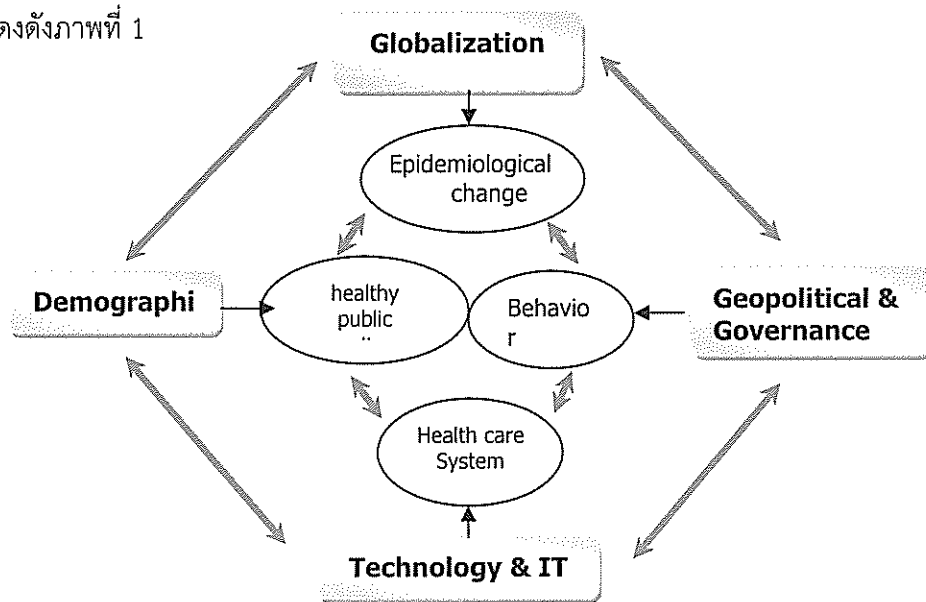 ดงดังภาพที่ 1
Globalization
Epidemiological
change
Demographi
healthy
public
Behavio
r
Geopolitical &
Governance
Health care
System
Technology & IT